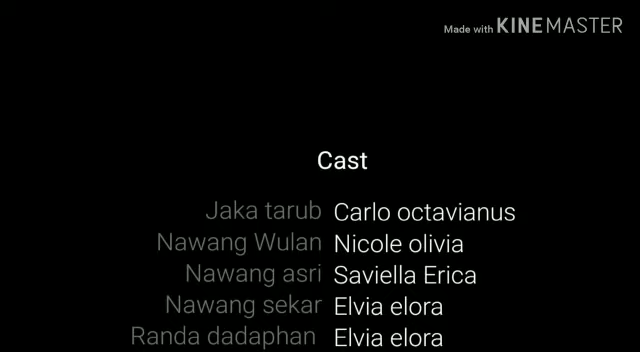 Made with KINEMASTER
Cast
Jaka tarub Carlo octavianus
Nawang Wulan Nicole olivia
Nawang asri Saviella Erica
Nawang sekar Elvia elora
Randa dadaphan Elvia elora